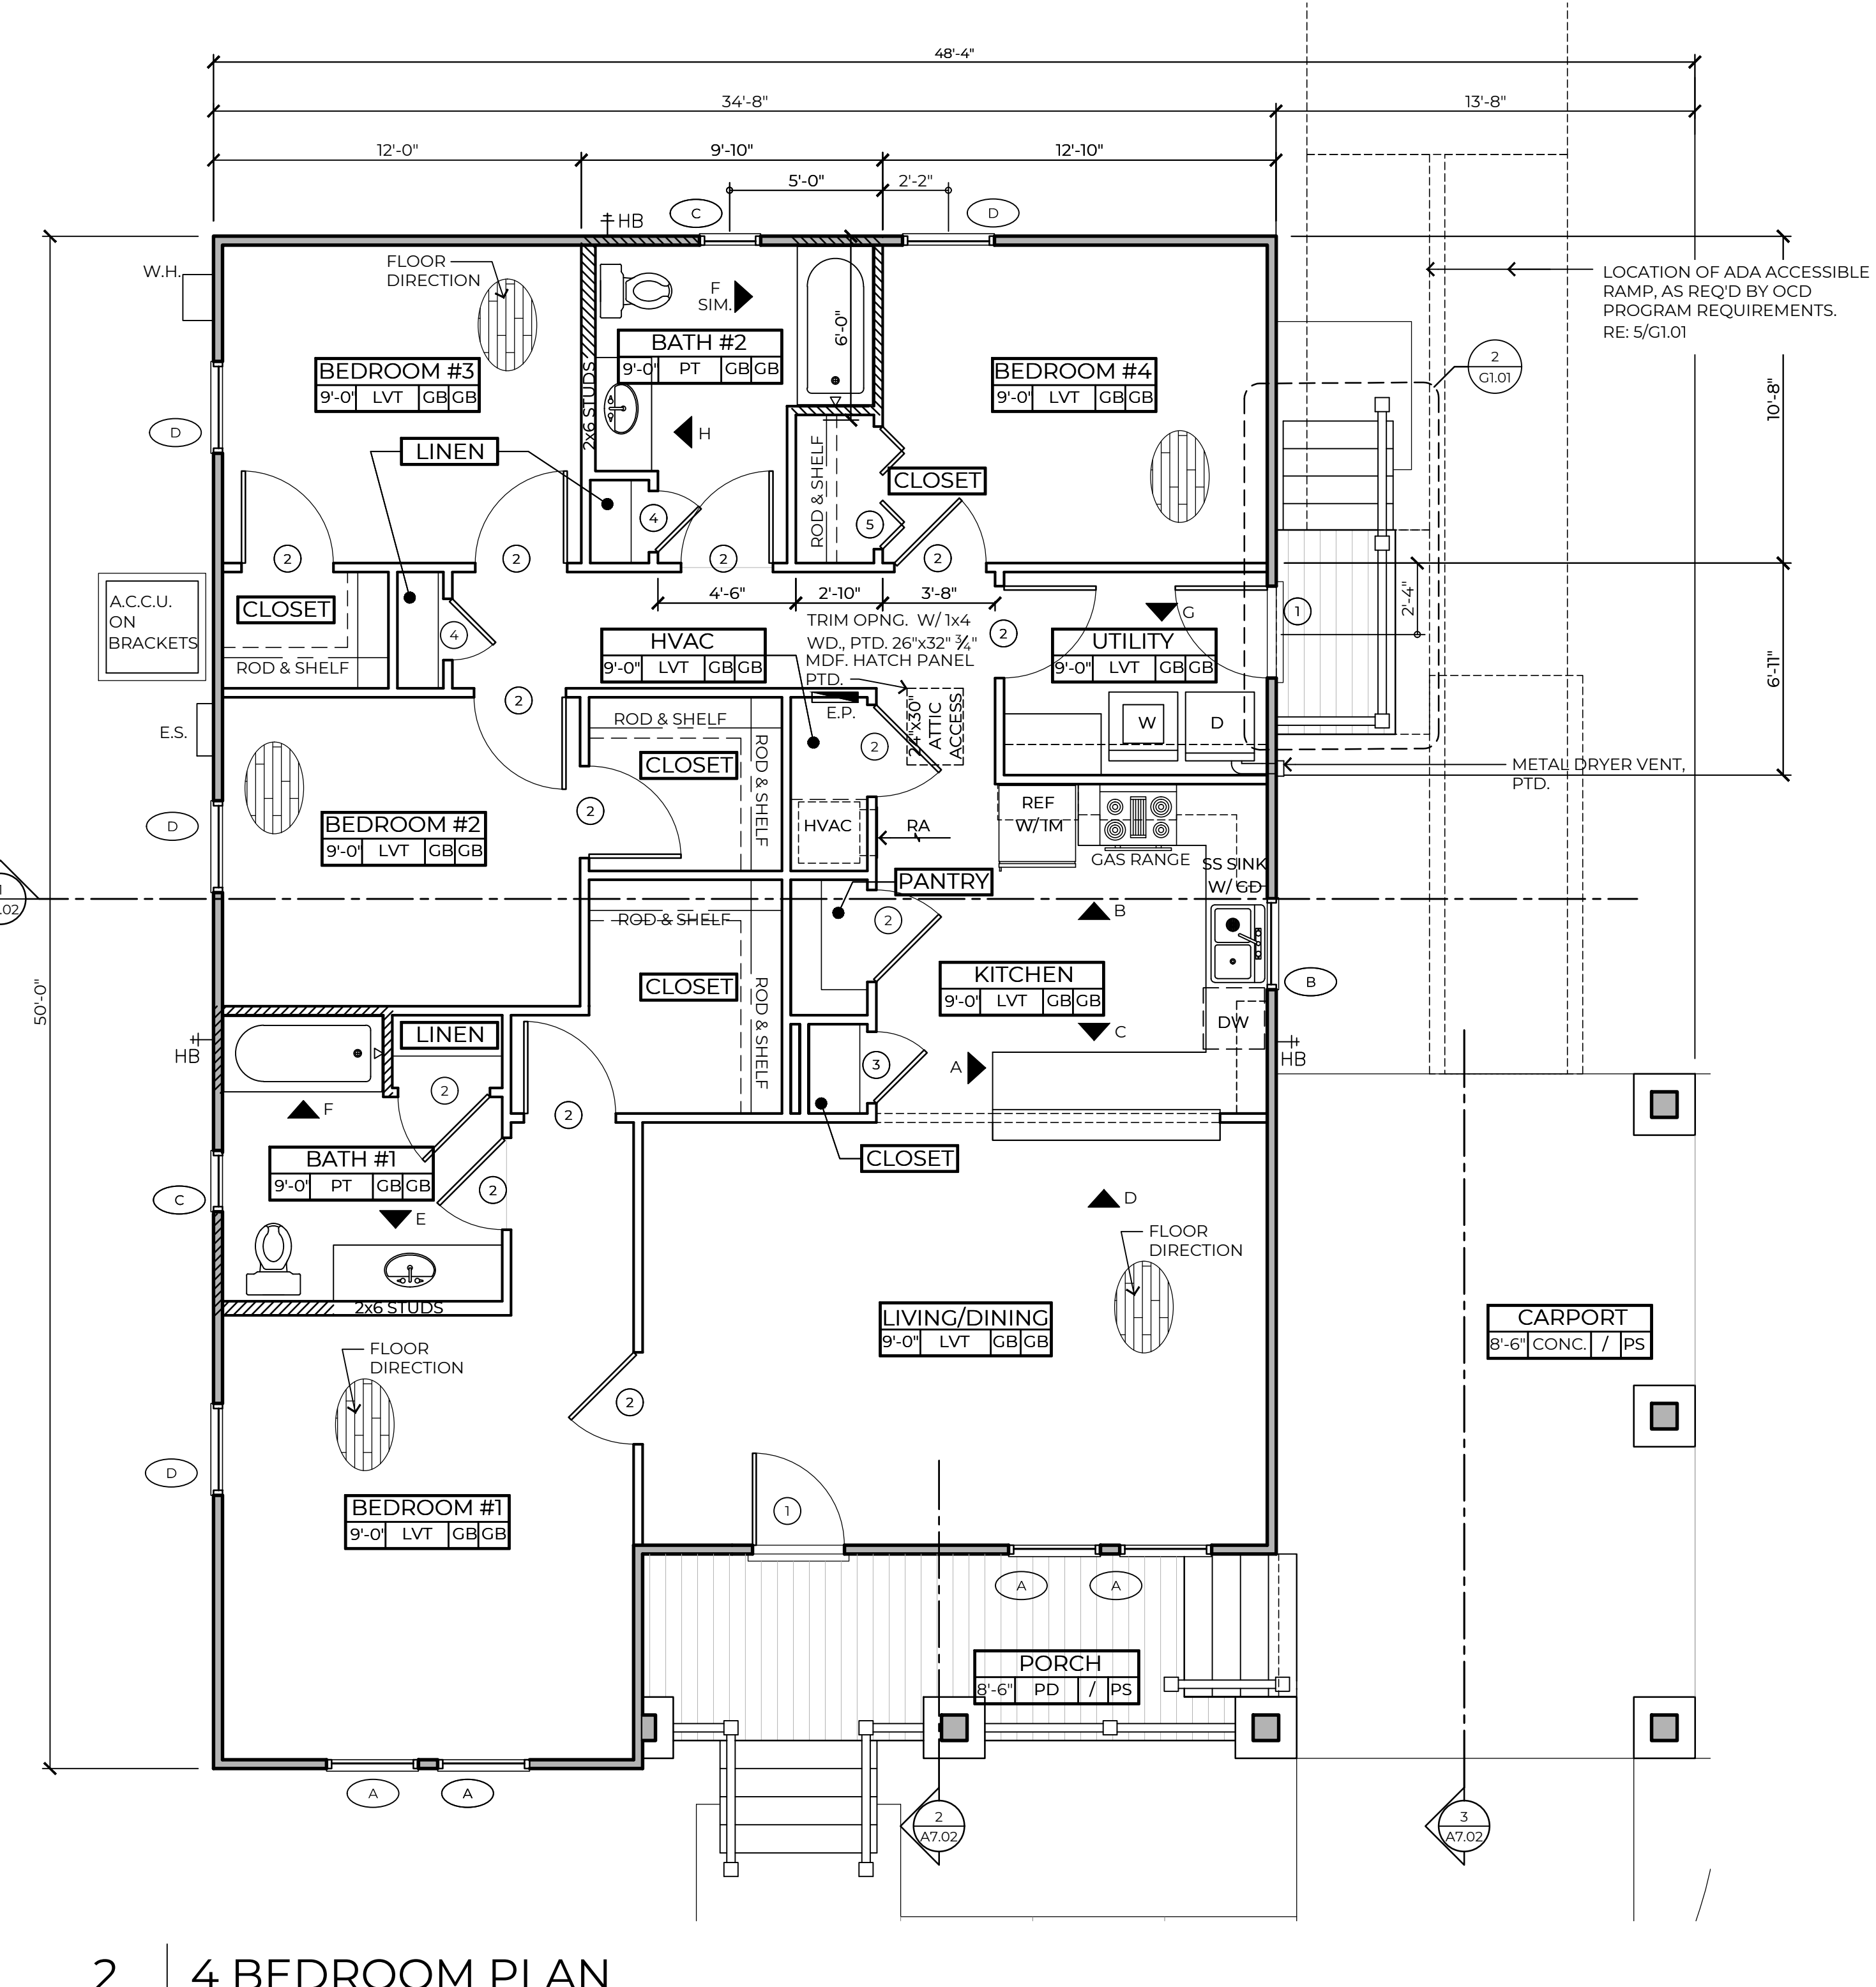 48'-4"
34'-8"
13'-8"
12'-0"
9'-10"
12'-10"
5'-0"
2'-2"
C
D
HB
W.H.
FLOOR
DIRECTION
F
SIM.
6'-0"
LOCATION OF ADA ACCESSIBLE
RAMP, AS REQ'D BY OCD
PROGRAM REQUIREMENTS.
RE: 5/G1.01
2
G1.01
BATH #2
9'-0" PT GB GB
BEDROOM #3
9'-0" LVT GB GB
BEDROOM #4
9'-0" LVT GB GB
10'-8"
2x6 STUDS
D
H
LINEN
ROD & SHELF
CLOSET
4
5
2
2
2
2
A.C.C.U.
ON
BRACKETS
CLOSET
ROD & SHELF
4
4'-6"
2'-10"
3'-8"
2'-4"
1
G
TRIM OPNG. W/ 1x4
WD., PTD. 26"x32" ¾"
MDF. HATCH PANEL
PTD.
HVAC
9'-0" LVT GB GB
2
UTILITY
9'-0" LVT GB GB
6'-11"
2
E.S.
ROD & SHELF
ROD & SHELF
CLOSET
E.P.
2
24"x30"
ATTIC
ACCESS
W
D
METAL DRYER VENT,
PTD.
2
D
BEDROOM #2
9'-0" LVT GB GB
HVAC
RA
REF
W/ IM
GAS RANGE
SS SINK
W/ GD
PANTRY
.02
ROD & SHELF
2
B
CLOSET
ROD & SHELF
KITCHEN
9'-0" LVT GB GB
B
50'-0"
DW
C
HB
HB
LINEN
3
A
2
F
2
CLOSET
BATH #1
9'-0" PT GB GB
2
C
E
D
FLOOR
DIRECTION
2x6 STUDS
LIVING/DINING
9'-0" LVT GB GB
CARPORT
8'-6" CONC. / PS
FLOOR
DIRECTION
2
D
BEDROOM #1
9'-0" LVT GB GB
1
A
A
PORCH
8'-6" PD / PS
A
A
2
A7.02
3
A7.02
2
4 BEDROOM PLAN